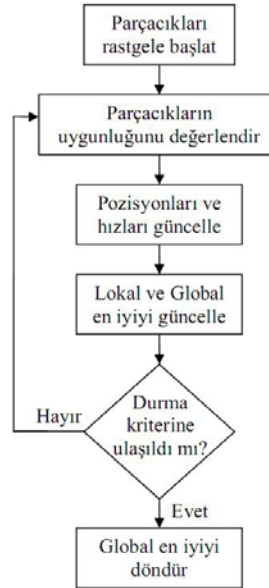 Parçacıkları
rastgele başlat
Parçacıkların
uygunluğunu değerlendir
Pozisyonları ve
hızları güncelle
Lokal ve Global
en iyiyi güncelle
Durma
kriterine
ulaşıldı mı?
Hayır
Evet
Global en iyiyi
döndür